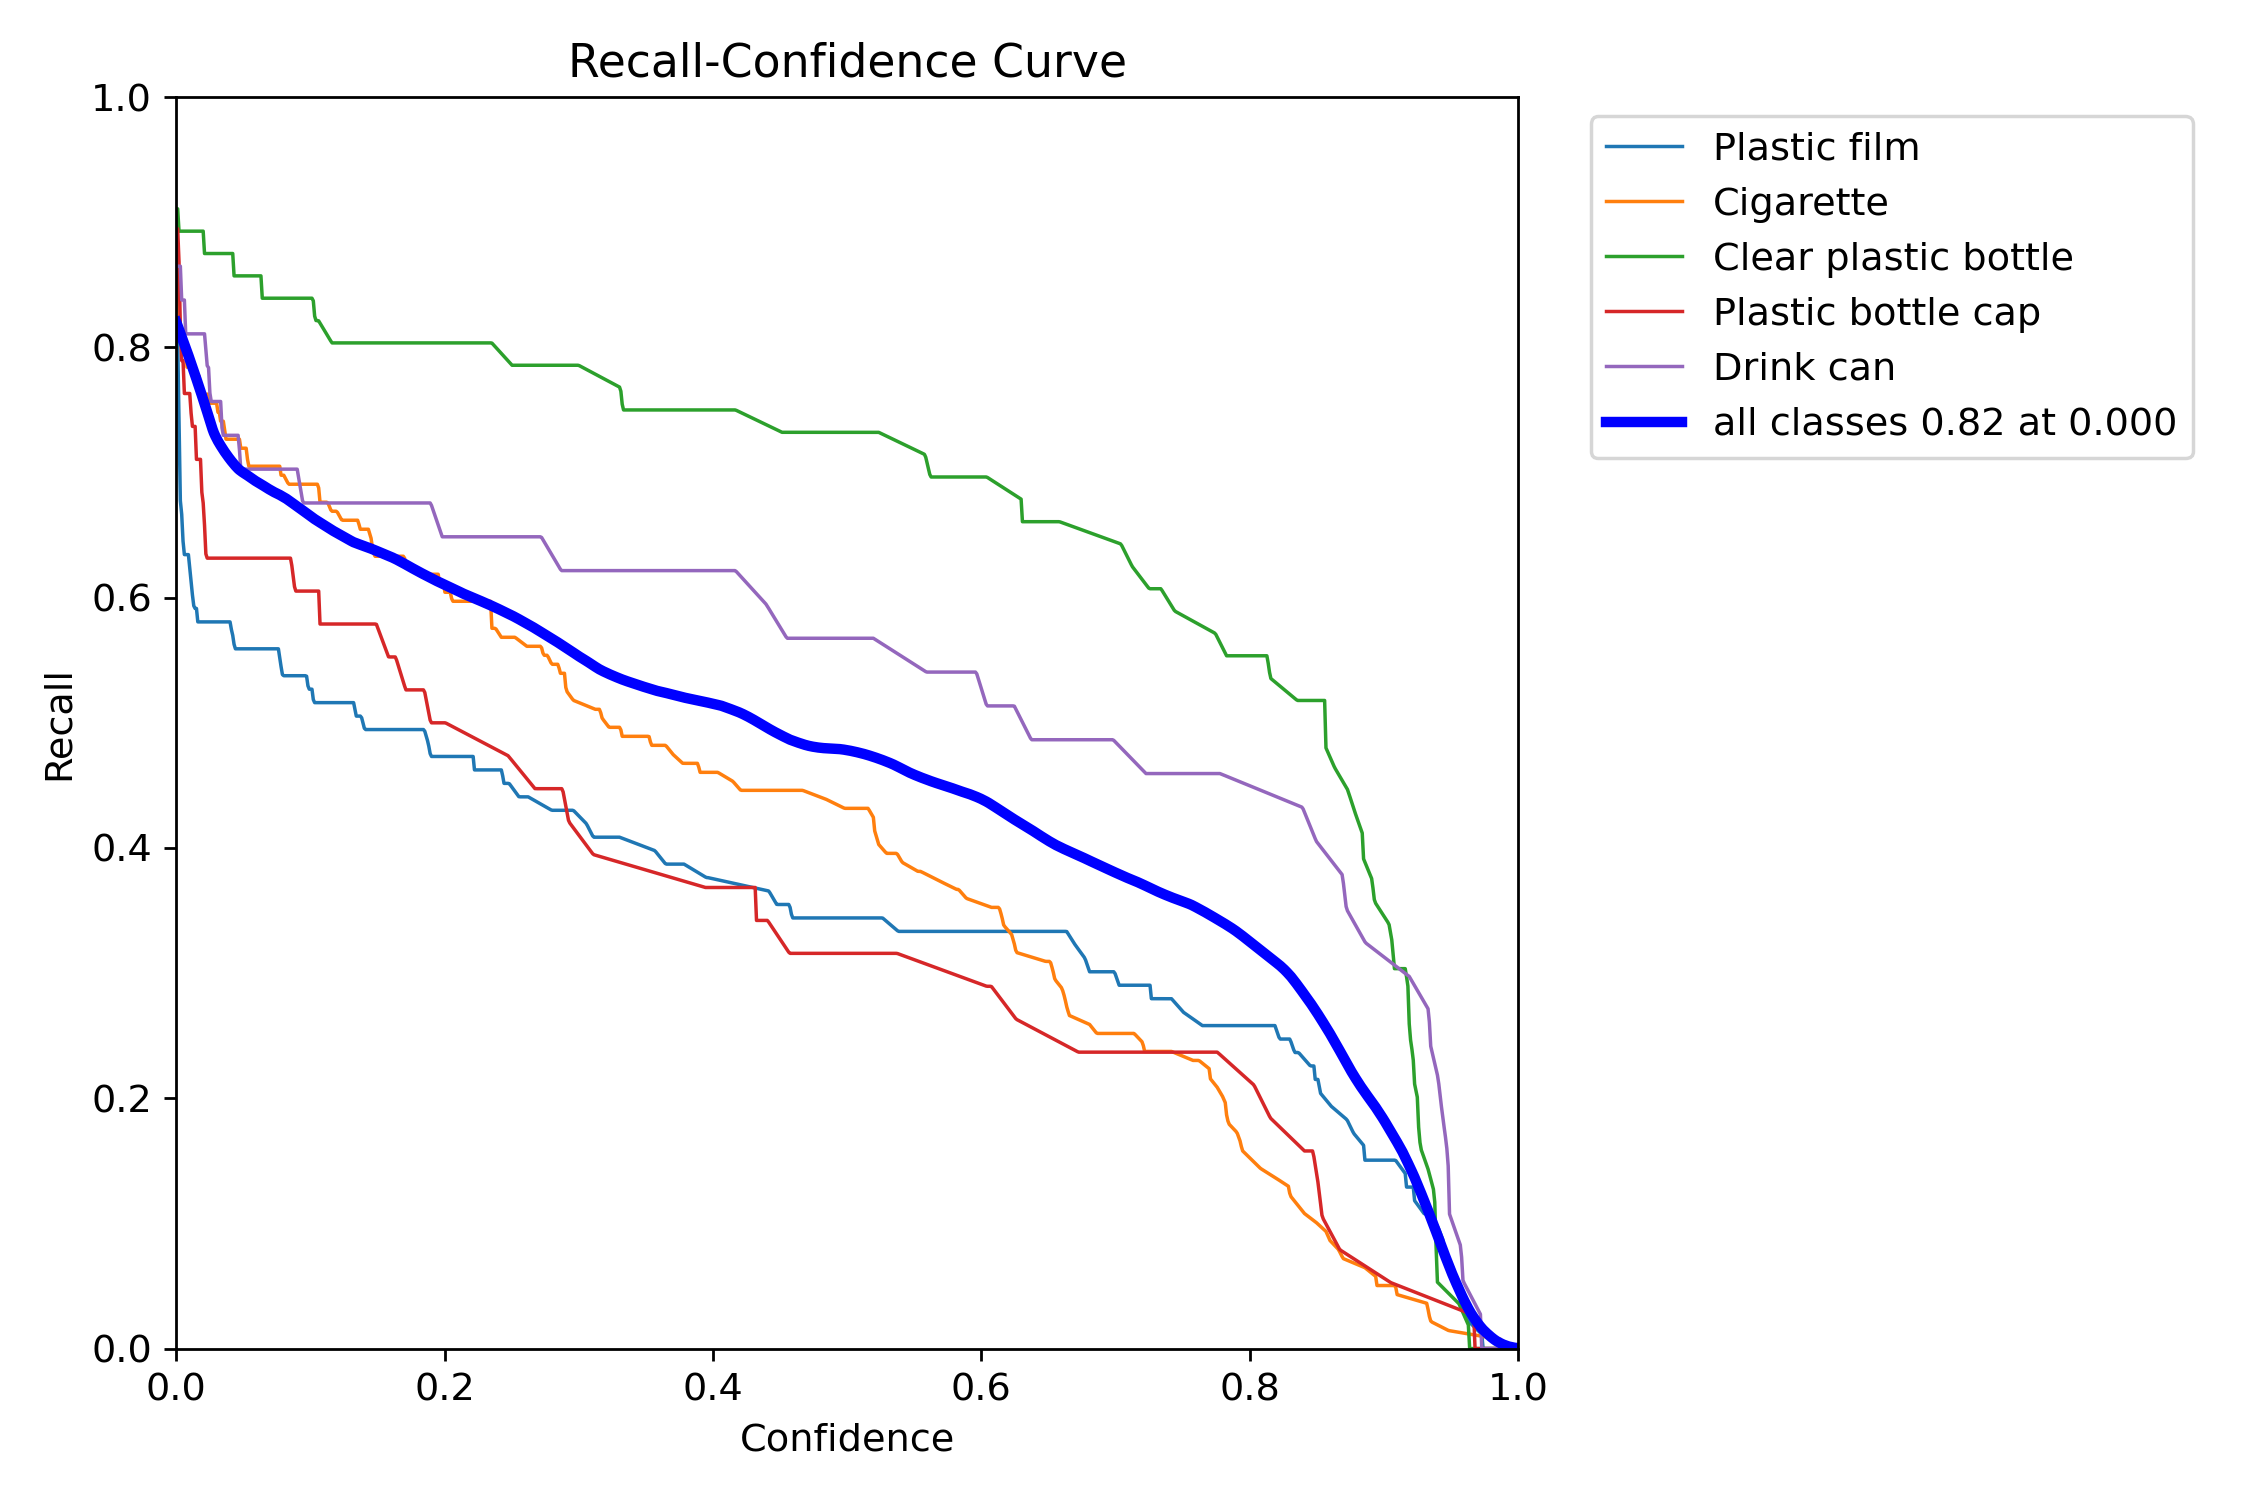 Recall-Confidence Curve
1.0
0.8
0.6
0.4
0.2
0.0
Recall
0.0 0.2 0.4 0.6 0.8 1.0
Confidence
Plastic film
Cigarette
Clear plastic bottle
Plastic bottle cap
Drink can
all classes 0.82 at 0.000